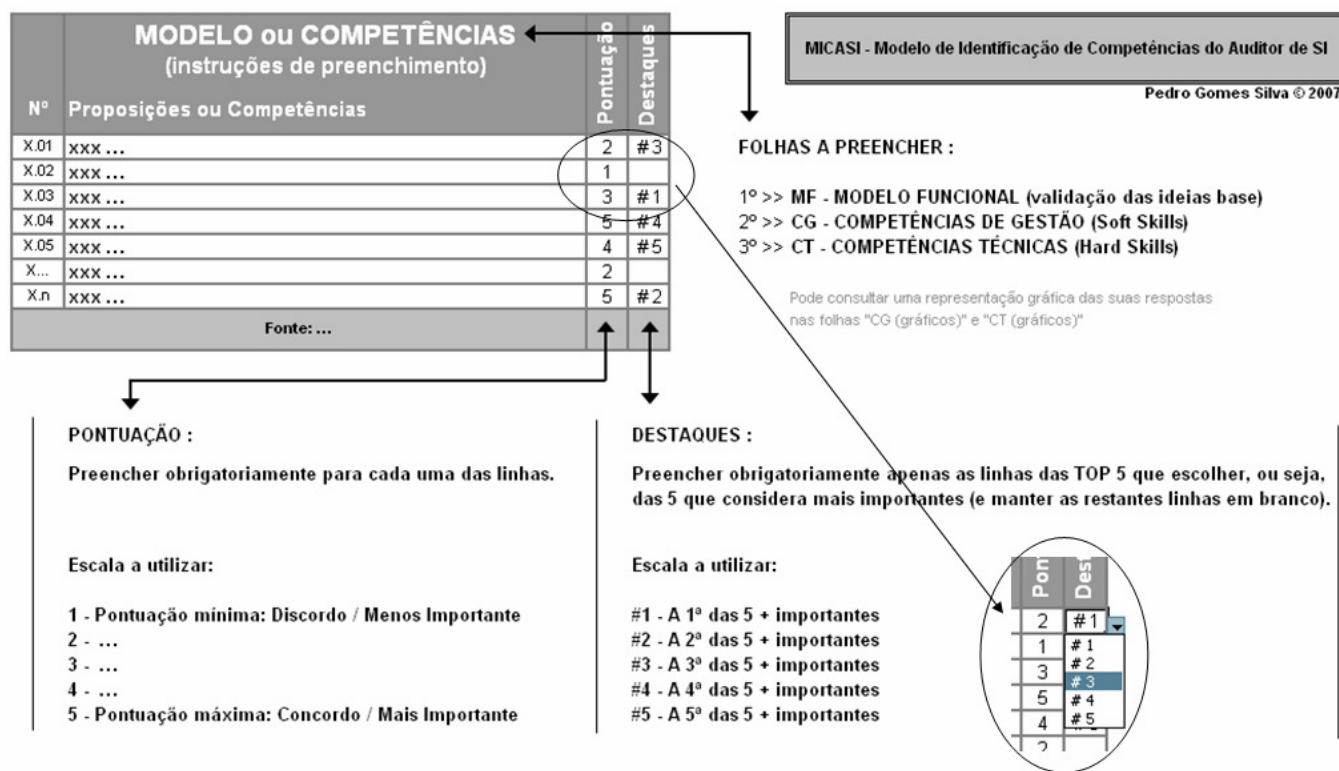 MODELO ou COMPETÊNCIAS
(instruções de preenchimento)
Nº Proposições ou Competências Pontuação Destaques
X.01 xxx ... 2 #3
X.02 xxx ... 1
X.03 xxx ... 3 #1
X.04 xxx ... 5 #4
X.05 xxx ... 4 #5
X... xxx ... 2
X.n xxx ... 5 #2
Fonte: ...
MICASI - Modelo de Identificação de Competências do Auditor de SI
Pedro Gomes Silva © 2007
FOLHAS A PREENCHER :
1º >> MF - MODELO FUNCIONAL (validação das ideias base)
2º >> CG - COMPETÊNCIAS DE GESTÃO (Soft Skills)
3º >> CT - COMPETÊNCIAS TÉCNICAS (Hard Skills)
Pode consultar uma representação gráfica das suas respostas
nas folhas "CG (gráficos)" e "CT (gráficos)"
PONTUAÇÃO :
Preencher obrigatoriamente para cada uma das linhas.
Escala a utilizar:
1 - Pontuação mínima: Discordo / Menos Importante
2 - ...
3 - ...
4 - ...
5 - Pontuação máxima: Concordo / Mais Importante
DESTAQUES :
Preencher obrigatoriamente apenas as linhas das TOP 5 que escolher, ou seja,
das 5 que considera mais importantes (e manter as restantes linhas em branco).
Escala a utilizar:
#1 - A 1ª das 5 + importantes
#2 - A 2ª das 5 + importantes
#3 - A 3ª das 5 + importantes
#4 - A 4ª das 5 + importantes
#5 - A 5ª das 5 + importantes
Pon Des
2 #1
1 # 1
# 2
3 # 3
5 # 4
4 # 5
2